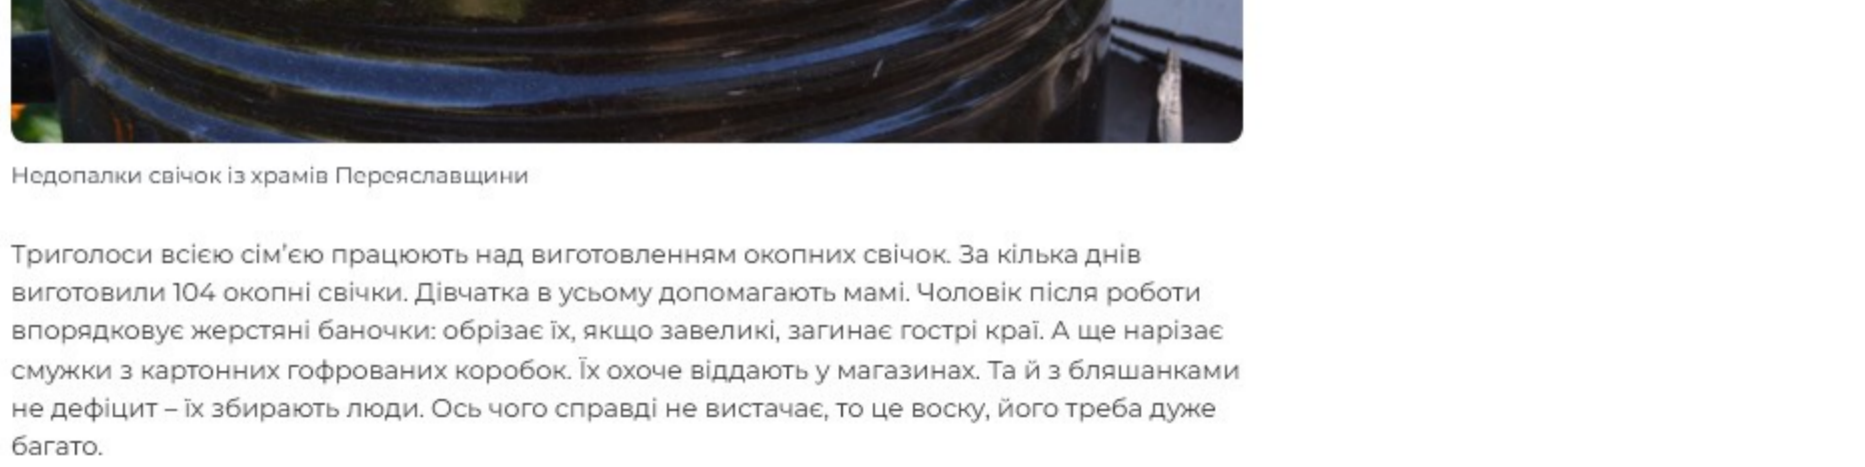 Недопалки свічок із храмів Переяславщини
Триголоси всією сім’єю працюють над виготовленням окопних свічок. За кілька днів
виготовили 104 окопні свічки. Дівчатка в усьому допомагають мамі. Чоловік після роботи
впорядковує жерстяні баночки: обрізає їх, якщо завеликі, загинає гострі краї. А ще нарізає
смужки з картонних гофрованих коробок. Їх охоче віддають у магазинах. Та й з бляшанками
не дефіцит – їх збирають люди. Ось чого справді не вистачає, то це воску, його треба дуже
багато.